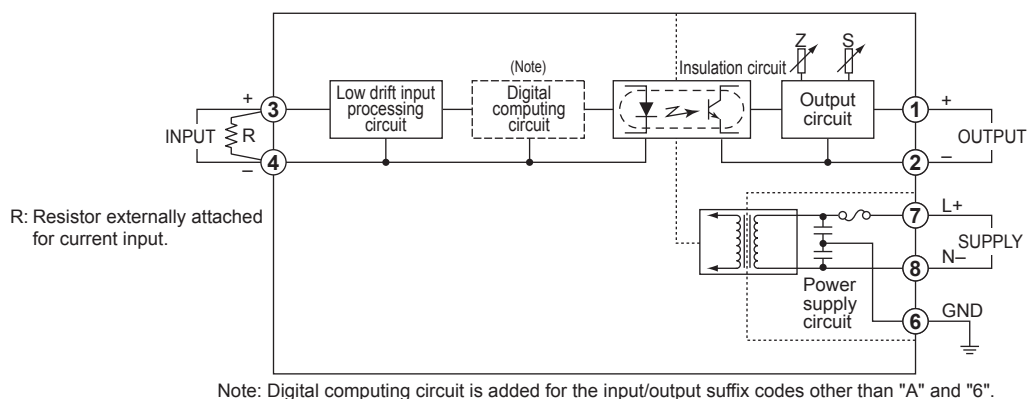 Z S
(Note) Insulation circuit
Low drift input
processing
circuit
Digital
computing
circuit
Output
circuit
+ 3 1 +
INPUT R OUTPUT
– 4 2 –
R: Resistor externally attached
for current input.
7 L+
SUPPLY
8 N–
Power
supply
circuit
6 GND
Note: Digital computing circuit is added for the input/output suffix codes other than "A" and "6".